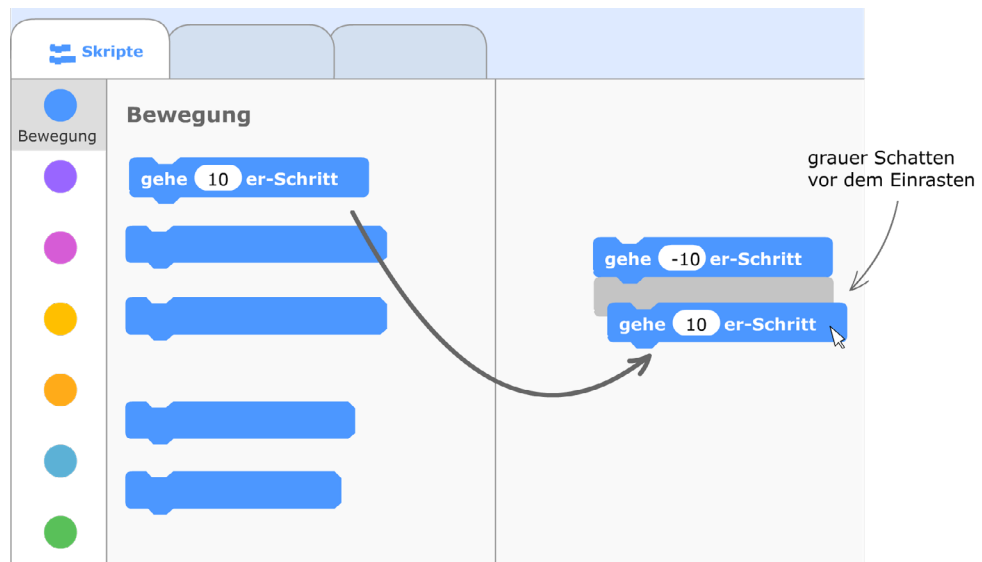 Skripte
Bewegung
Bewegung
gehe 10 er-Schritt
grauer Schatten
vor dem Einrasten
gehe -10 er-Schritt
gehe 10 er-Schritt